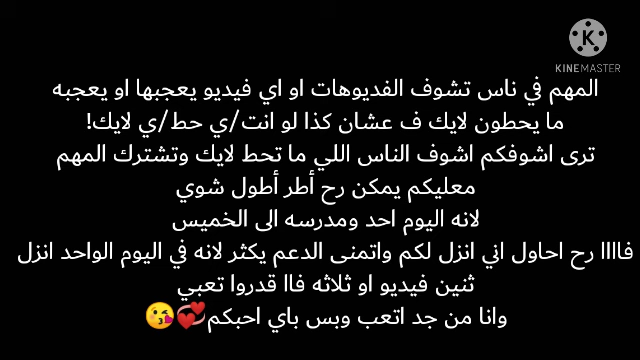 KINEMASTER
المهم في ناس تشوف الفديوهات او اي فيديو يعجبها او يعجبه
ما يحطون لايك ف عشان كذا لو انت/ي حط/ي لايك!
ترى اشوفكم اشوف الناس اللي ما تحط لايك وتشترك المهم
معليكم يمكن رح أطر أطول شوي
لانه اليوم احد ومدرسه الى الخميس
فاااا رح احاول اني انزل لكم واتمنى الدعم يكثر لانه في اليوم الواحد انزل
ثنين فيديو او ثلاثه فاا قدروا تعبي
وانا من جد اتعب وبس باي احبكم💞😘